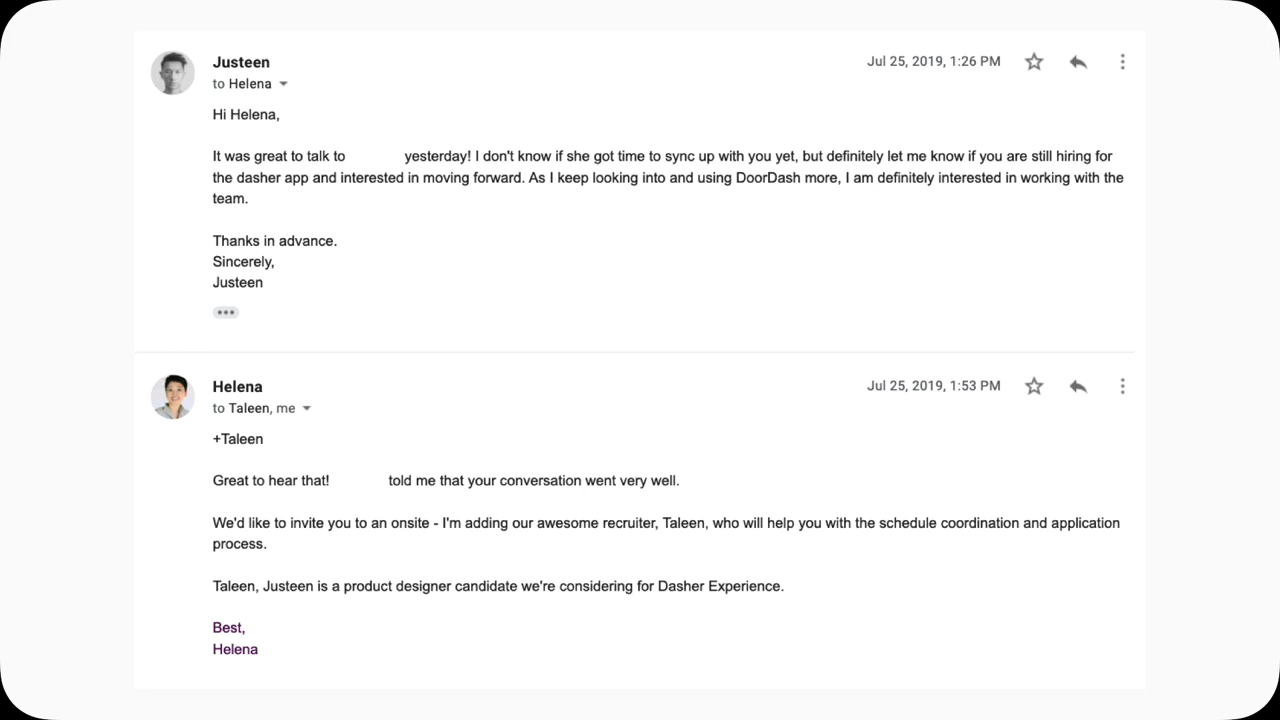 Justeen
Jul 25, 2019, 1:26 PM
to Helena
Hi Helena,
It was great to talk to yesterday! I don't know if she got time to sync up with you yet, but definitely let me know if you are still hiring for
the dasher app and interested in moving forward. As I keep looking into and using DoorDash more, I am definitely interested in working with the
team.
Thanks in advance.
Sincerely,
Justeen
Helena
Jul 25, 2019, 1:53 PM
to Taleen, me
+Taleen
Great to hear that! told me that your conversation went very well.
We'd like to invite you to an onsite - I'm adding our awesome recruiter, Taleen, who will help you with the schedule coordination and application
process.
Taleen, Justeen is a product designer candidate we're considering for Dasher Experience.
Best,
Helena